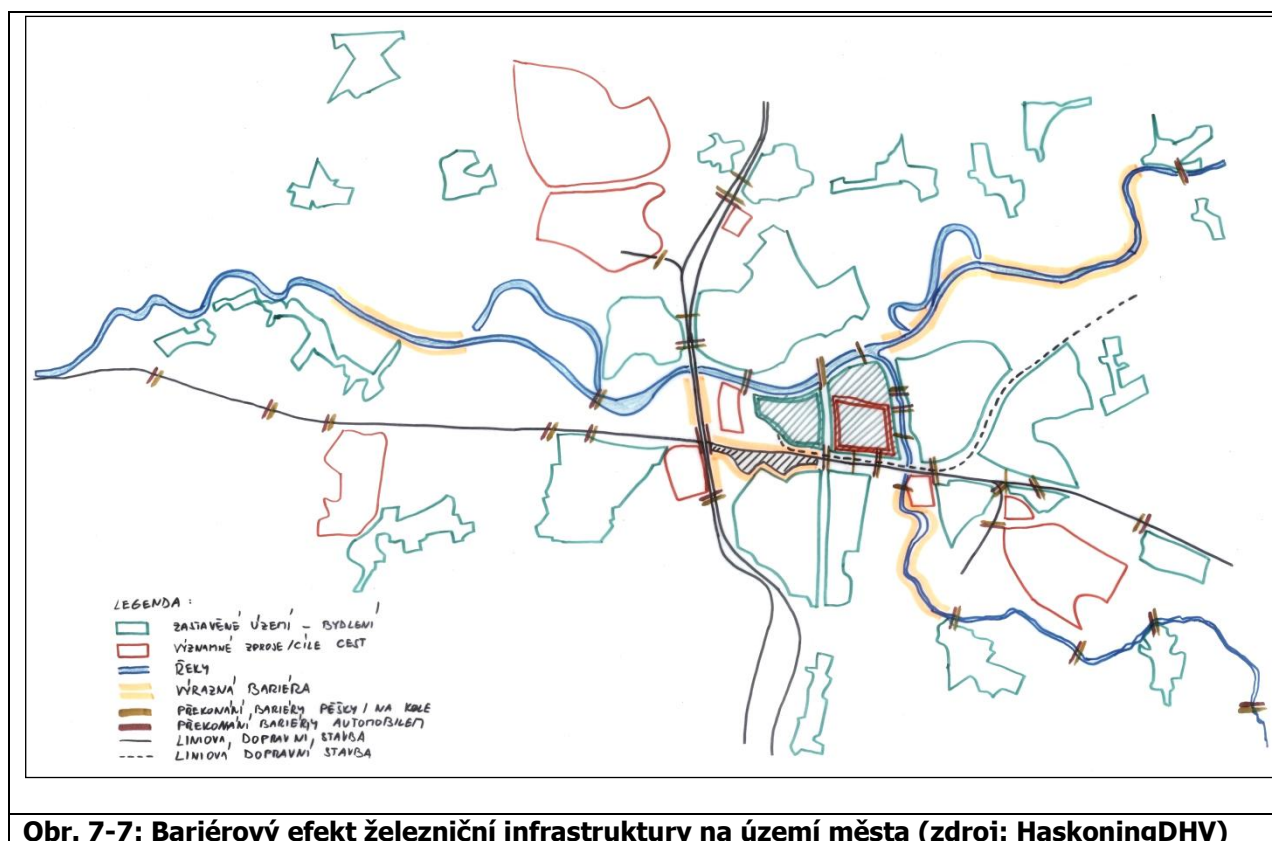 LEGENDA :
ZASTAVĚNÉ ÚZEMÍ – BYDLENÍ
VÝZNAMNÉ ZDROJE/CÍLE CEST
ŘEKY
VÝRAZNÁ BARIÉRA
PŘEKONÁNÍ BARIÉRY PĚŠKY / NA KOLE
PŘEKONÁNÍ BARIÉRY AUTOMOBILEM
LINIOVÁ DOPRAVNÍ STAVBA
LINIOVÁ DOPRAVNÍ STAVBA
Obr. 7-7: Bariérový efekt železniční infrastruktury na území města (zdroj: HaskoningDHV)